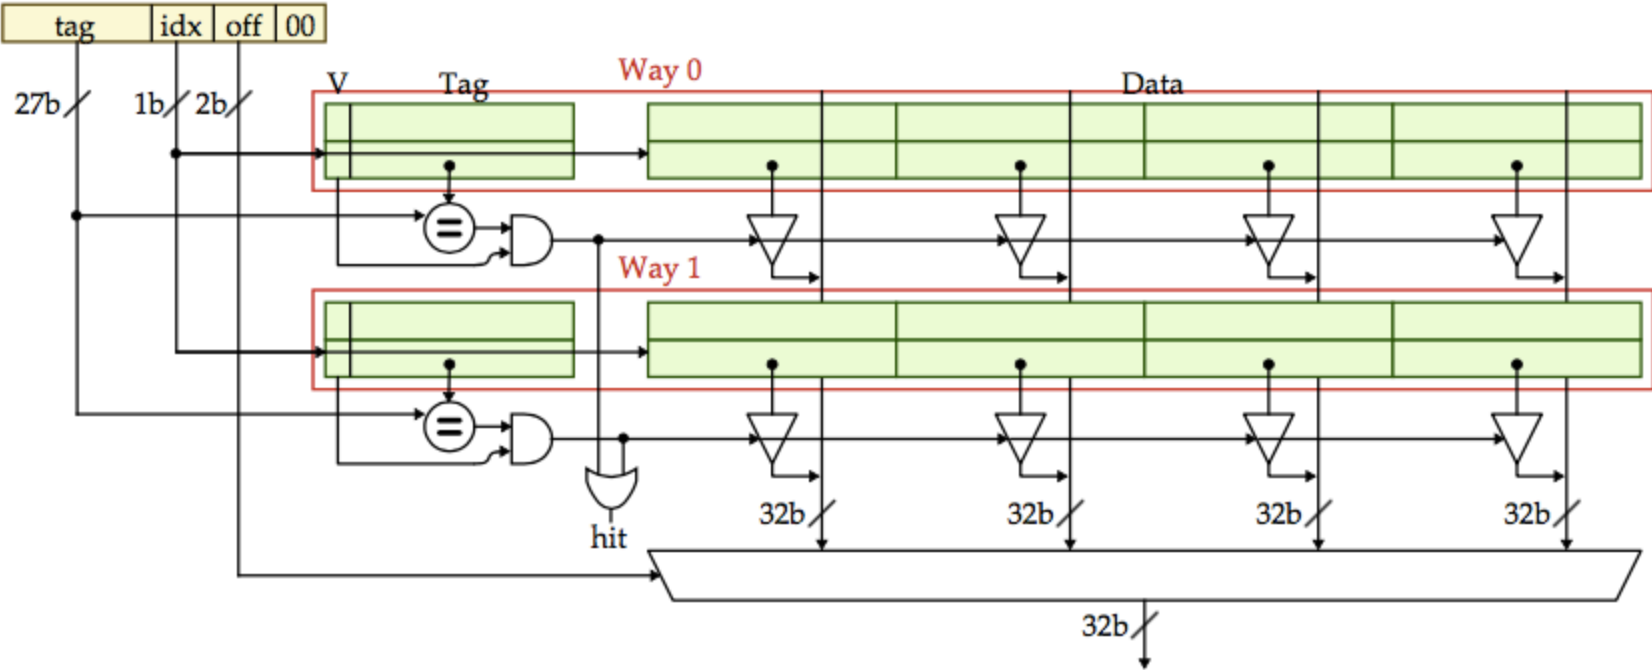 tag idx off 00
V Tag Way 0 Data
27b 1b 2b
=
Way 1
=
32b 32b 32b 32b
hit
32b